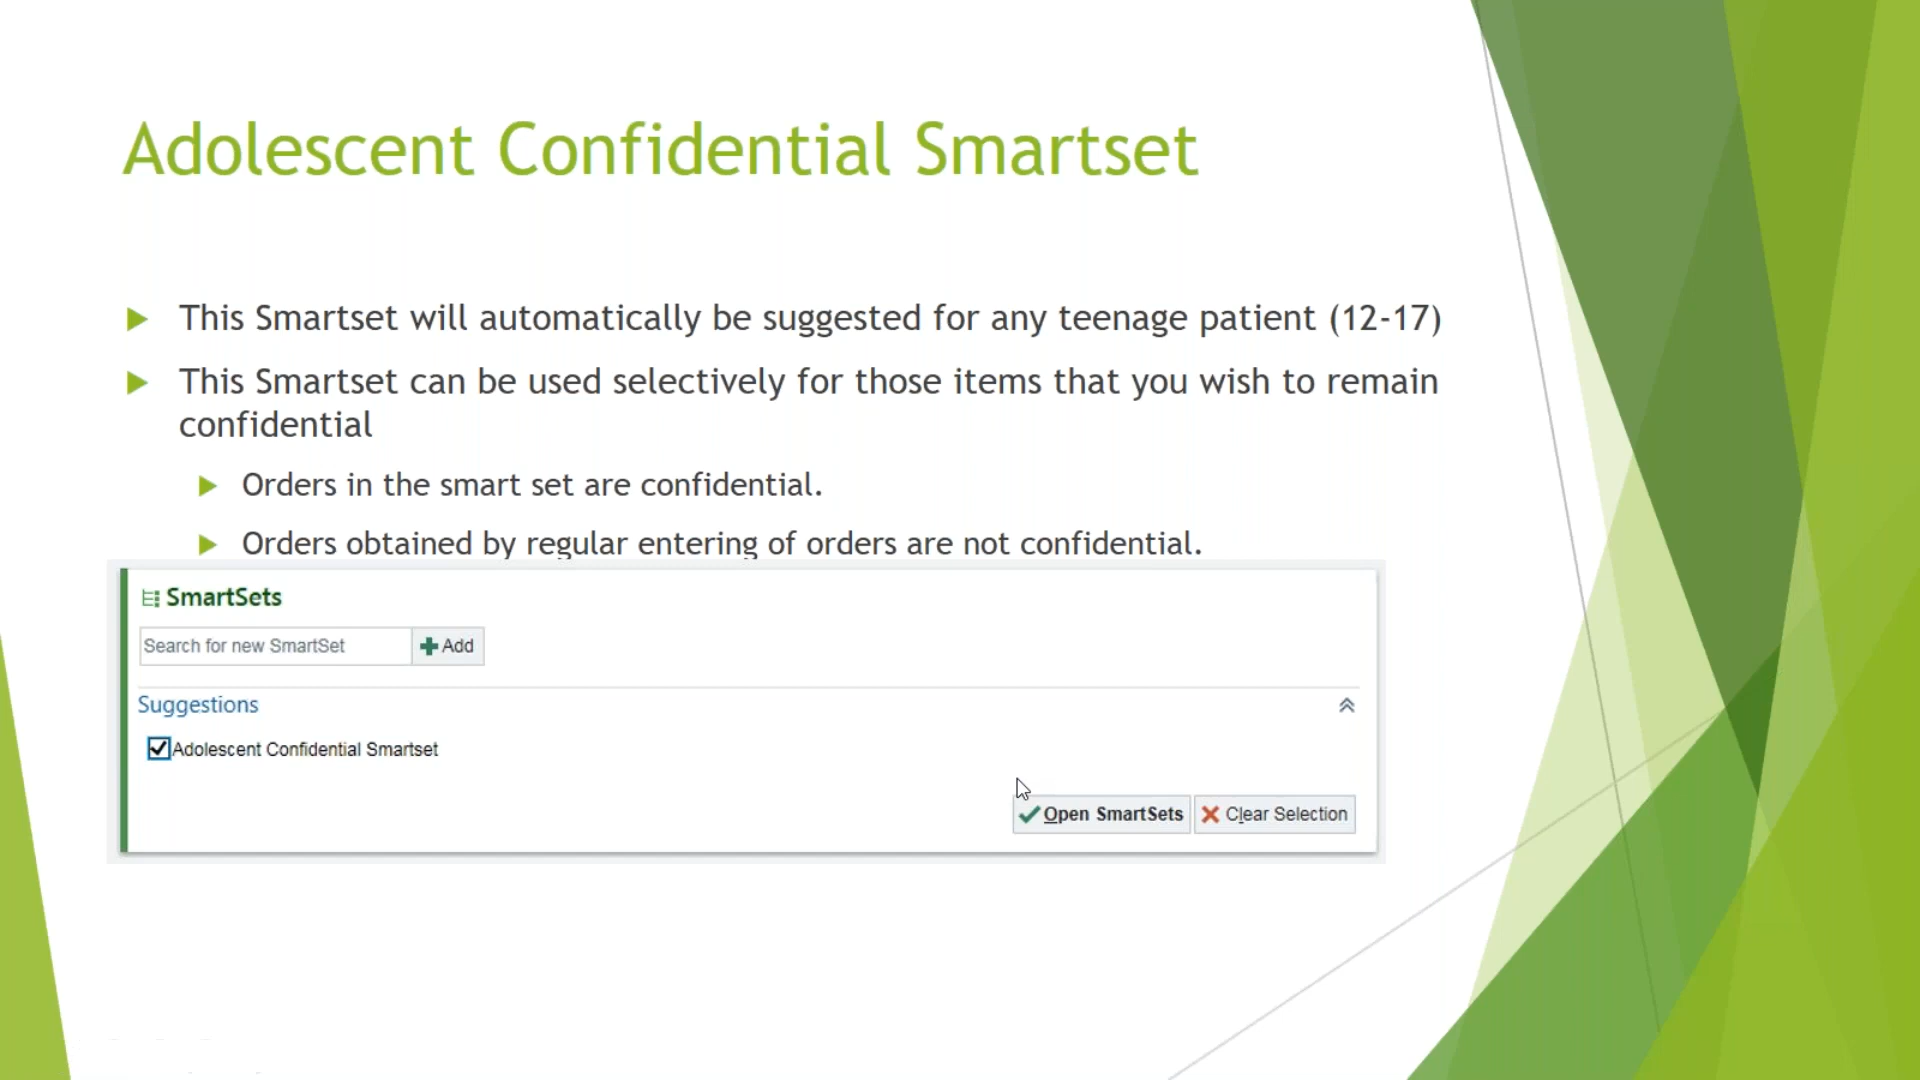 Adolescent Confidential Smartset
This Smartset will automatically be suggested for any teenage patient (12-17)
This Smartset can be used selectively for those items that you wish to remain
confidential
Orders in the smart set are confidential.
Orders obtained by regular entering of orders are not confidential.
SmartSets
Search for new SmartSet Add
Suggestions
Adolescent Confidential Smartset
Open SmartSets Clear Selection